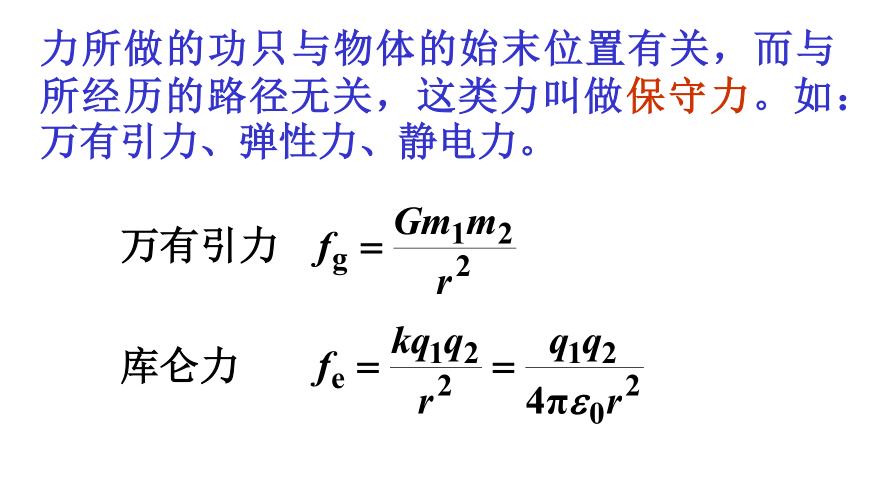 力所做的功只与物体的始末位置有关，而与
所经历的路径无关，这类力叫做保守力。如：
万有引力、弹性力、静电力。
万有引力 f_g = Gm₁m₂ / r²
库仑力 f_e = kq₁q₂ / r² = q₁q₂ / 4πε₀r²